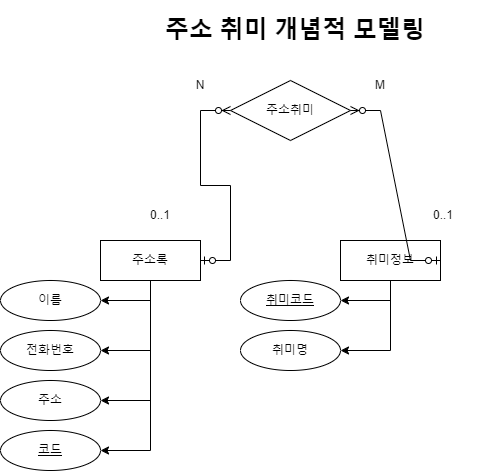 주소 취미 개념적 모델링
N
M
주소취미
0..1
0..1
주소록
취미정보
이름
취미코드
전화번호
취미명
주소
코드